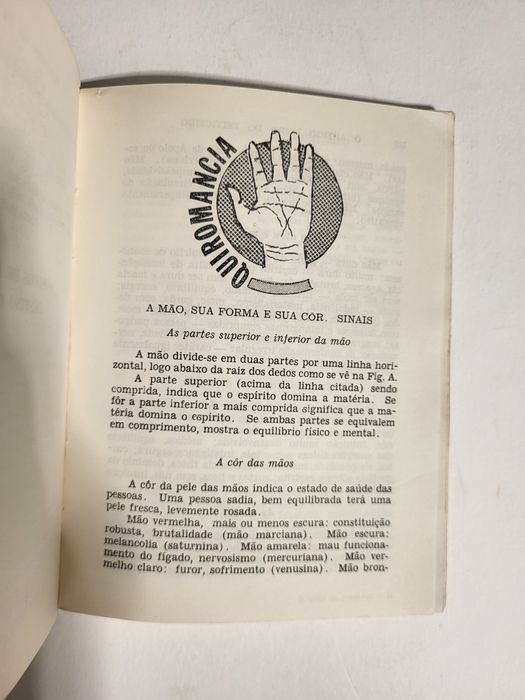 QUIROMANCIA
A MÃO, SUA FORMA E SUA CÔR. SINAIS
As partes superior e inferior da mão
A mão divide-se em duas partes por uma linha hori-
zontal, logo abaixo da raiz dos dedos como se vê na Fig. A.
A parte superior (acima da linha citada) sendo
comprida, indica que o espírito domina a matéria. Se
fôr a parte inferior a mais comprida significa que a ma-
téria domina o espírito. Se ambas partes se equivalem
em comprimento, mostra o equilíbrio físico e mental.
A côr das mãos
A côr da pele das mãos indica o estado de saúde das
pessoas. Uma pessoa sadia, bem equilibrada terá uma
pele fresca, levemente rosada.
Mão vermelha, mais ou menos escura: constituição
robusta, brutalidade (mão marciana). Mão escura:
melancolia (saturnina). Mão amarela: mau funciona-
mento do fígado, nervosismo (mercuriana). Mão ver-
melho claro: furor, sofrimento (venusina). Mão bron-